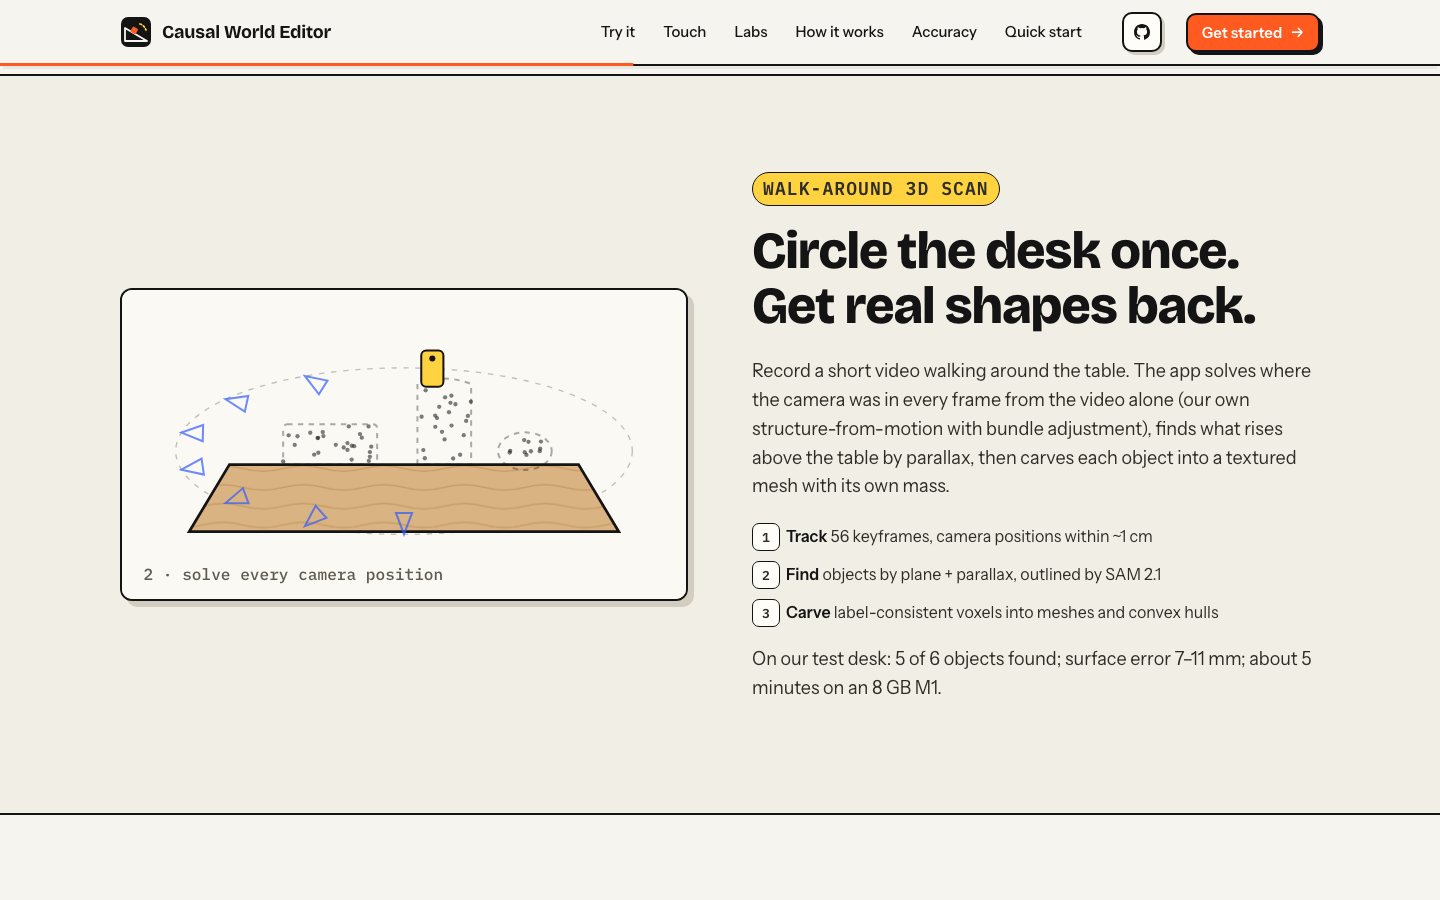 Causal World Editor
Try it
Touch
Labs
How it works
Accuracy
Quick start
Get started →
WALK-AROUND 3D SCAN
Circle the desk once.
Get real shapes back.
Record a short video walking around the table. The app solves where
the camera was in every frame from the video alone (our own
structure-from-motion with bundle adjustment), finds what rises
above the table by parallax, then carves each object into a textured
mesh with its own mass.
1 Track 56 keyframes, camera positions within ~1 cm
2 Find objects by plane + parallax, outlined by SAM 2.1
3 Carve label-consistent voxels into meshes and convex hulls
On our test desk: 5 of 6 objects found; surface error 7–11 mm; about 5
minutes on an 8 GB M1.
2 · solve every camera position